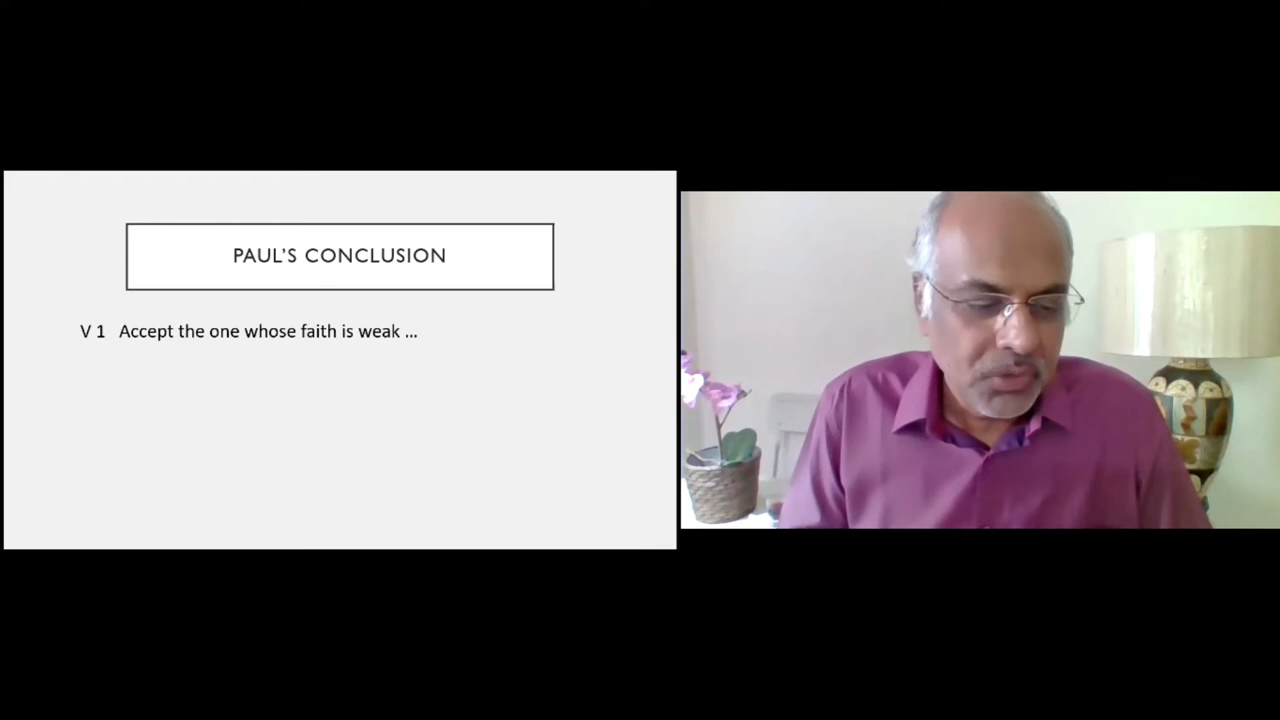 PAUL'S CONCLUSION
V 1 Accept the one whose faith is weak ...